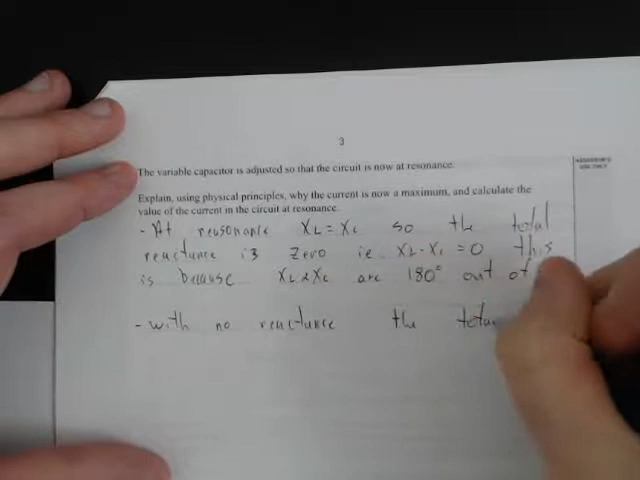 3
ASSESSOR'S USE ONLY
The variable capacitor is adjusted so that the circuit is now at resonance.
Explain, using physical principles, why the current is now a maximum, and calculate the
value of the current in the circuit at resonance.
- At resonance XL = XC so the total
reactance is zero ie XL - XC = 0 this
is because XL & XC are 180° out of
- with no reactance the total